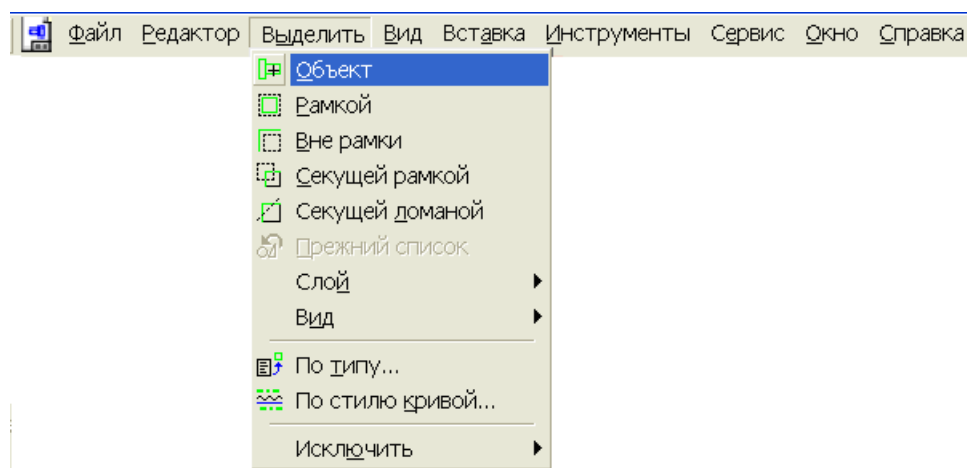 Файл Редактор Выделить Вид Вставка Инструменты Сервис Окно Справка
Объект
Рамкой
Вне рамки
Секущей рамкой
Секущей ломаной
Прежний список
Слой
Вид
По типу...
По стилю кривой...
Исключить